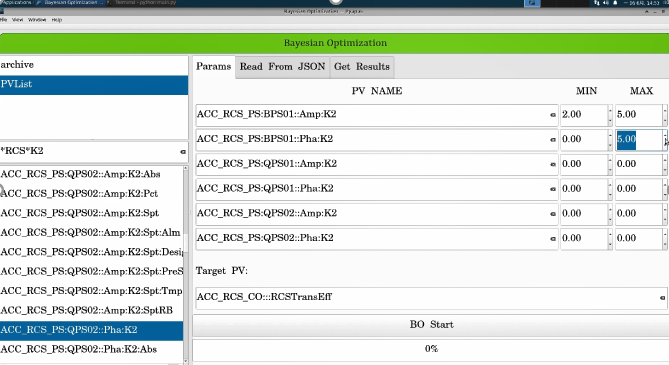 Applications
Bayesian Optimization ...
Terminal - python main.py
File View Window Help
Bayesian Optimization
archive
PVList
*RCS*K2
ACC_RCS_PS:QPS02::Amp:K2:Abs
ACC_RCS_PS:QPS02::Amp:K2:Pct
ACC_RCS_PS:QPS02::Amp:K2:Spt
ACC_RCS_PS:QPS02::Amp:K2:Spt:Alm
ACC_RCS_PS:QPS02::Amp:K2:Spt:Desi
ACC_RCS_PS:QPS02::Amp:K2:Spt:PreS
ACC_RCS_PS:QPS02::Amp:K2:Spt:Tmp
ACC_RCS_PS:QPS02::Amp:K2:SptRB
ACC_RCS_PS:QPS02::Pha:K2
ACC_RCS_PS:QPS02::Pha:K2:Abs
Params Read From JSON Get Results
PV NAME MIN MAX
ACC_RCS_PS:BPS01::Amp:K2 2.00 5.00
ACC_RCS_PS:BPS01::Pha:K2 0.00 5.00
ACC_RCS_PS:QPS01::Amp:K2 0.00 0.00
ACC_RCS_PS:QPS01::Pha:K2 0.00 0.00
ACC_RCS_PS:QPS02::Amp:K2 0.00 0.00
ACC_RCS_PS:QPS02::Pha:K2 0.00 0.00
Target PV:
ACC_RCS_CO:::RCSTransEff
BO Start
0%